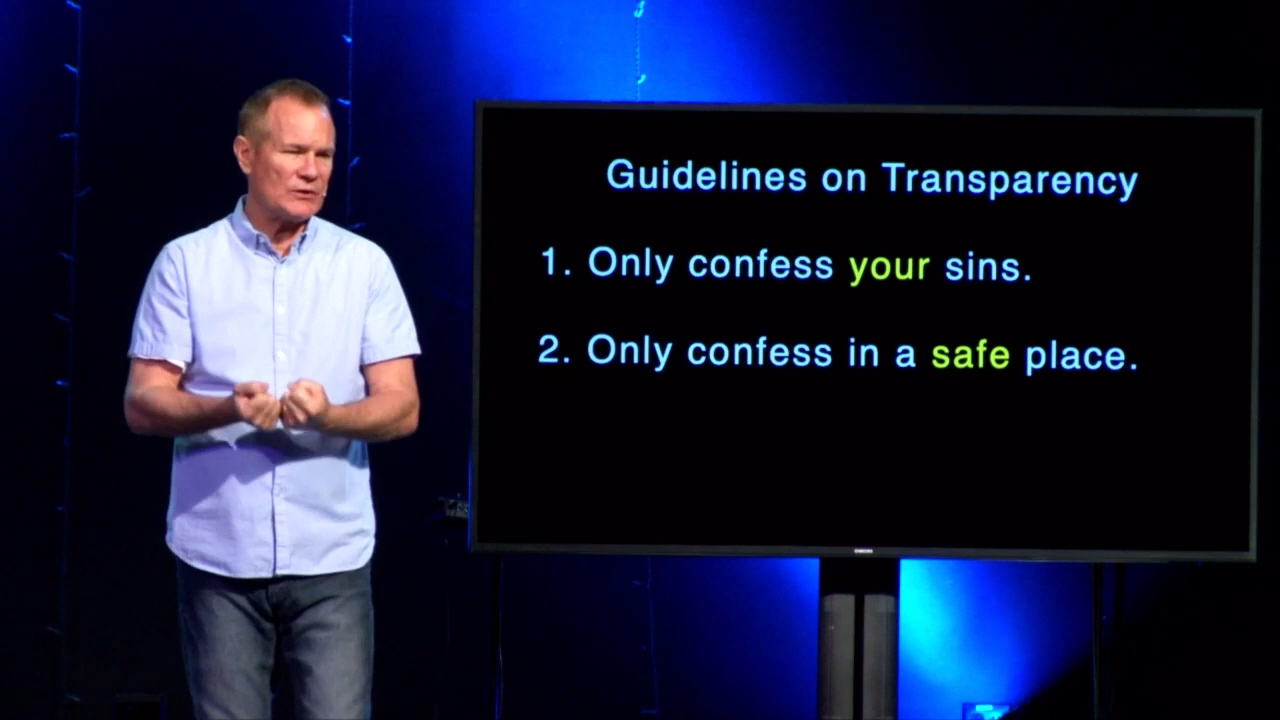 Guidelines on Transparency
1. Only confess your sins.
2. Only confess in a safe place.